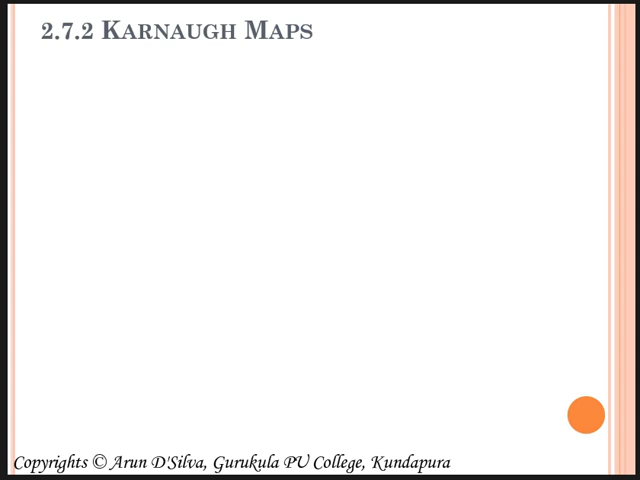 2.7.2 KARNAUGH MAPS
Copyrights © Arun D'Silva, Gurukula PU College, Kundapura